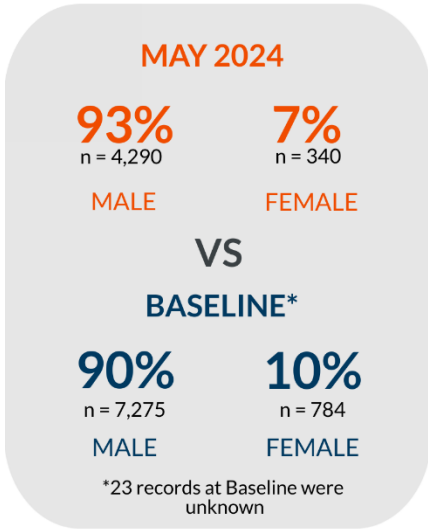 MAY 2024
93% 7%
n = 4,290 n = 340
MALE FEMALE
VS
BASELINE*
90% 10%
n = 7,275 n = 784
MALE FEMALE
*23 records at Baseline were
unknown